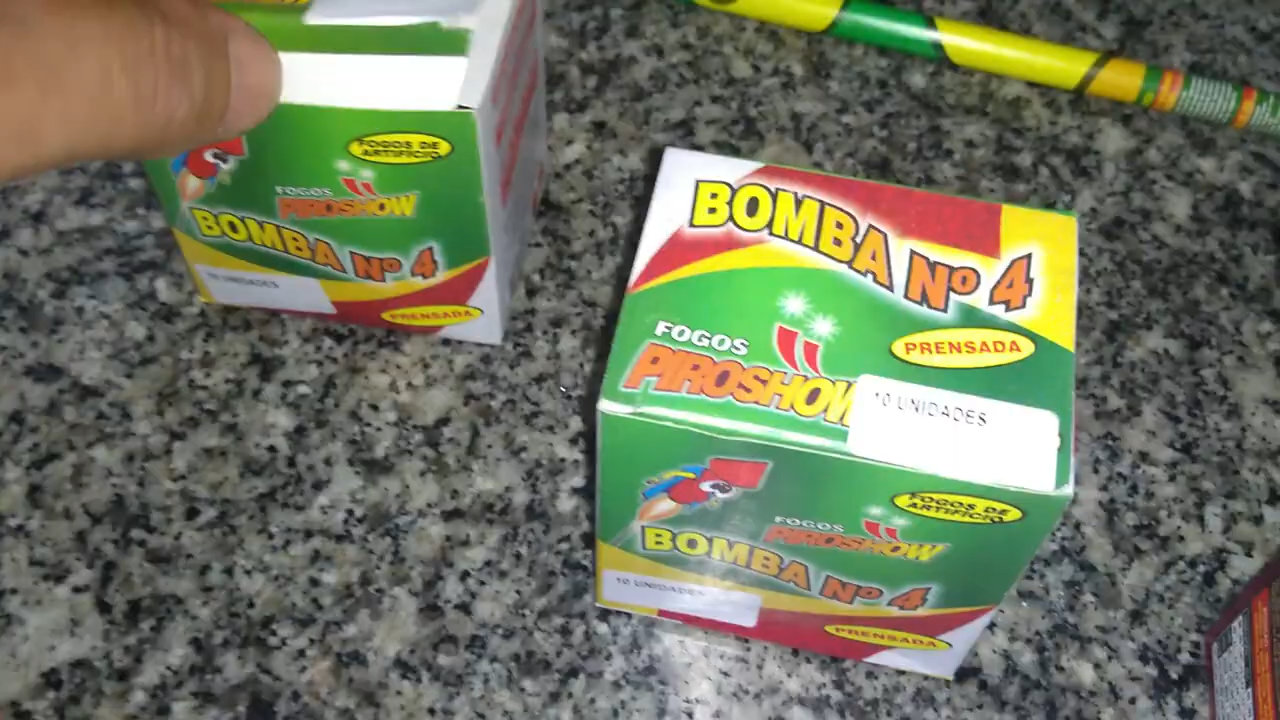 FOGOS DE
ARTIFÍCIO
FOGOS
PIROSHOW
BOMBA Nº 4
UNIDADES
PRENSADA
BOMBA Nº 4
PRENSADA
FOGOS
PIROSHOW
10 UNIDADES
FOGOS DE
ARTIFÍCIO
FOGOS
PIROSHOW
BOMBA Nº 4
10 UNIDADES
PRENSADA